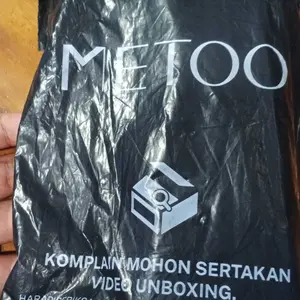 METOO
KOMPLAIN MOHON SERTAKAN
VIDEO UNBOXING